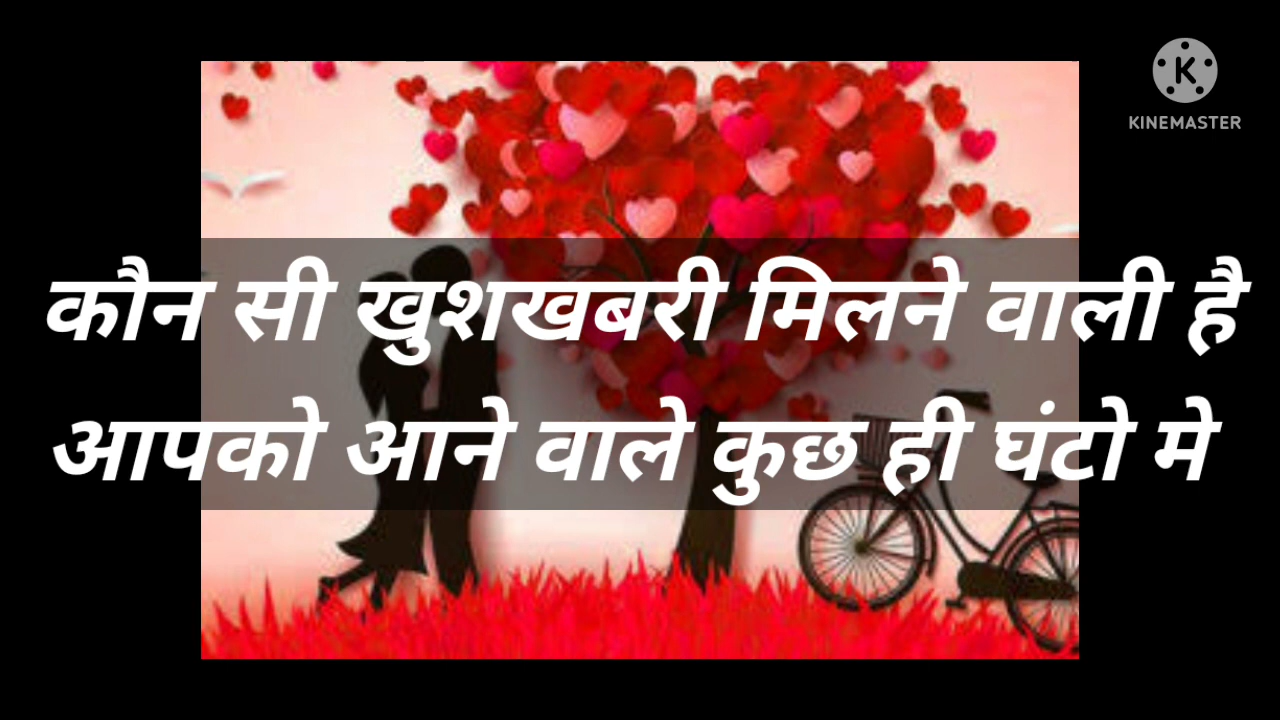 KINEMASTER
कौन सी खुशखबरी मिलने वाली है
आपको आने वाले कुछ ही घंटो मे